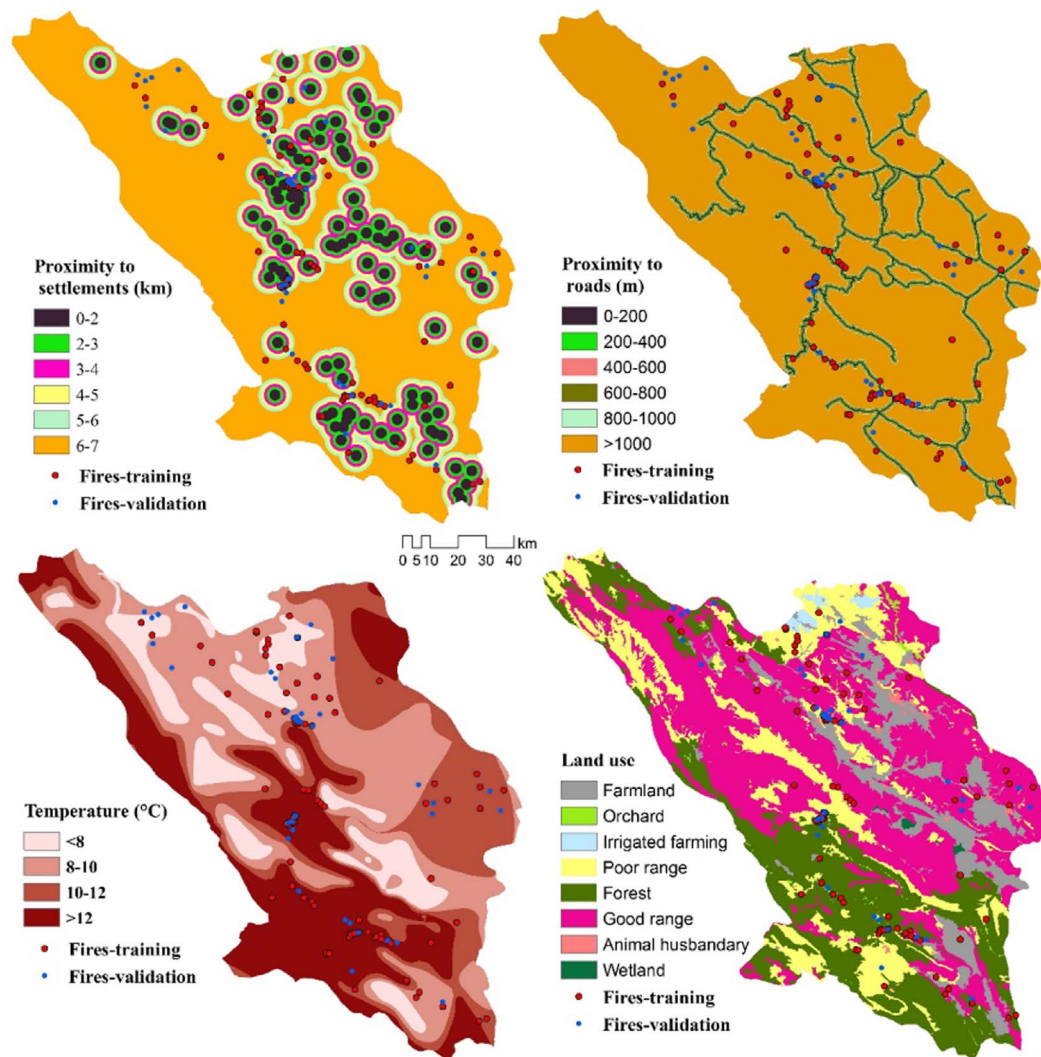 Proximity to
settlements (km)
0-2
2-3
3-4
4-5
5-6
6-7
Fires-training
Fires-validation
Proximity to
roads (m)
0-200
200-400
400-600
600-800
800-1000
>1000
Fires-training
Fires-validation
km
0 5 10 20 30 40
Temperature (°C)
<8
8-10
10-12
>12
Fires-training
Fires-validation
Land use
Farmland
Orchard
Irrigated farming
Poor range
Forest
Good range
Animal husbandary
Wetland
Fires-training
Fires-validation